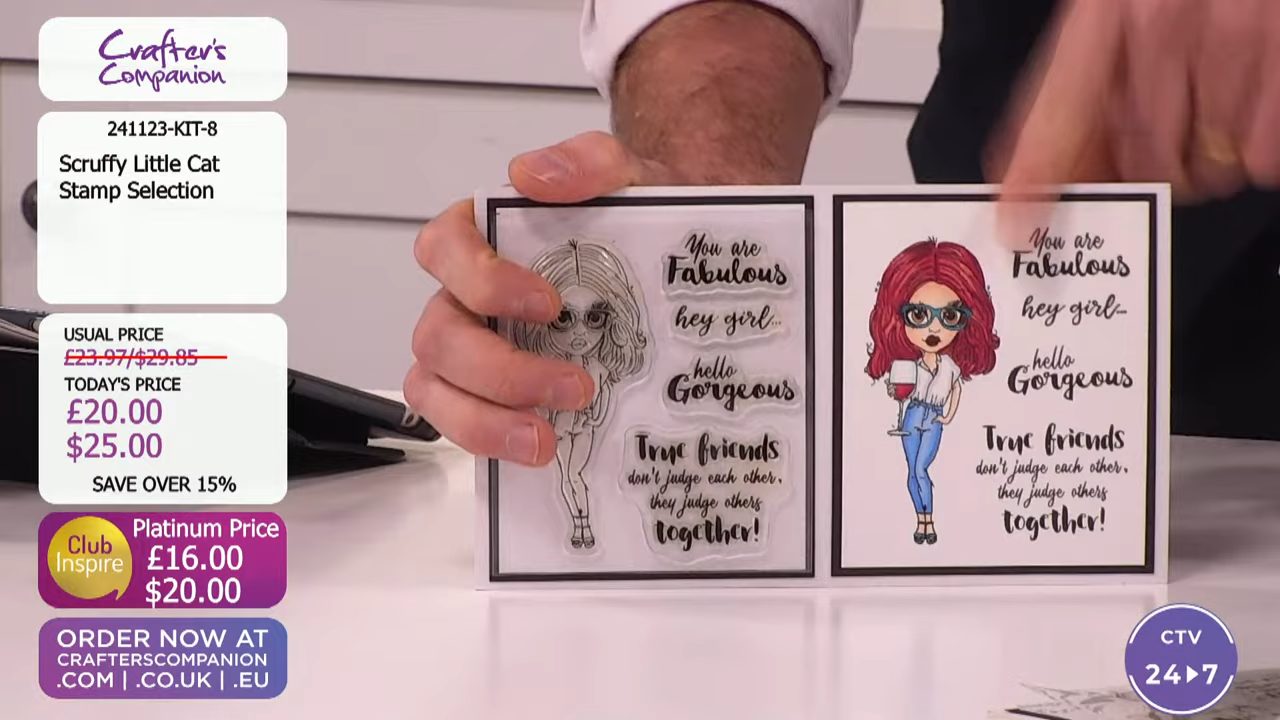 Crafter's
Companion
241123-KIT-8
Scruffy Little Cat
Stamp Selection
USUAL PRICE
£23.97/$29.85
TODAY'S PRICE
£20.00
$25.00
SAVE OVER 15%
Club
Inspire
Platinum Price
£16.00
$20.00
ORDER NOW AT
CRAFTERSCOMPANION
.COM | .CO.UK | .EU
You are
Fabulous
hey girl...
hello
Gorgeous
True friends
don't judge each other,
they judge others
together!
You are
Fabulous
hey girl...
hello
Gorgeous
True friends
don't judge each other,
they judge others
together!
CTV
24▶7